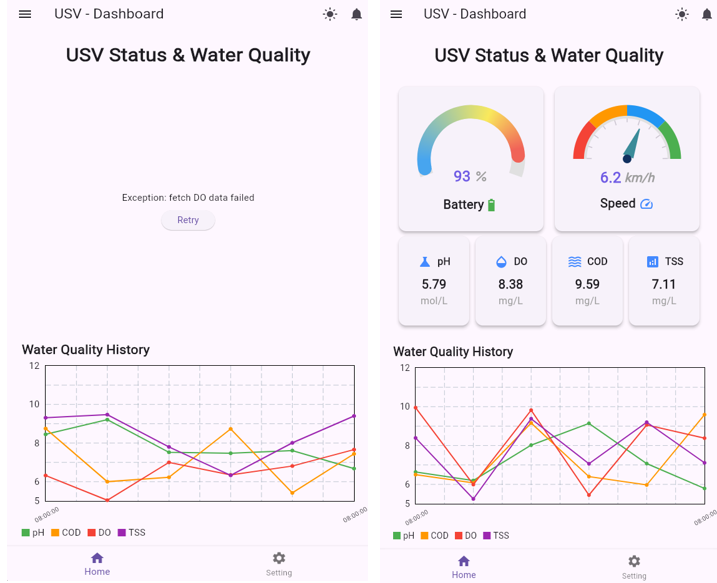 USV - Dashboard
USV Status & Water Quality
Exception: fetch DO data failed
Retry
Water Quality History
12
10
8
6
5
08:00:00
08:00:00
pH COD DO TSS
Home
Setting
USV - Dashboard
USV Status & Water Quality
93 %
Battery
6.2 km/h
Speed
pH
5.79
mol/L
DO
8.38
mg/L
COD
9.59
mg/L
TSS
7.11
mg/L
Water Quality History
12
10
8
6
5
08:00:00
08:00:00
pH COD DO TSS
Home
Setting